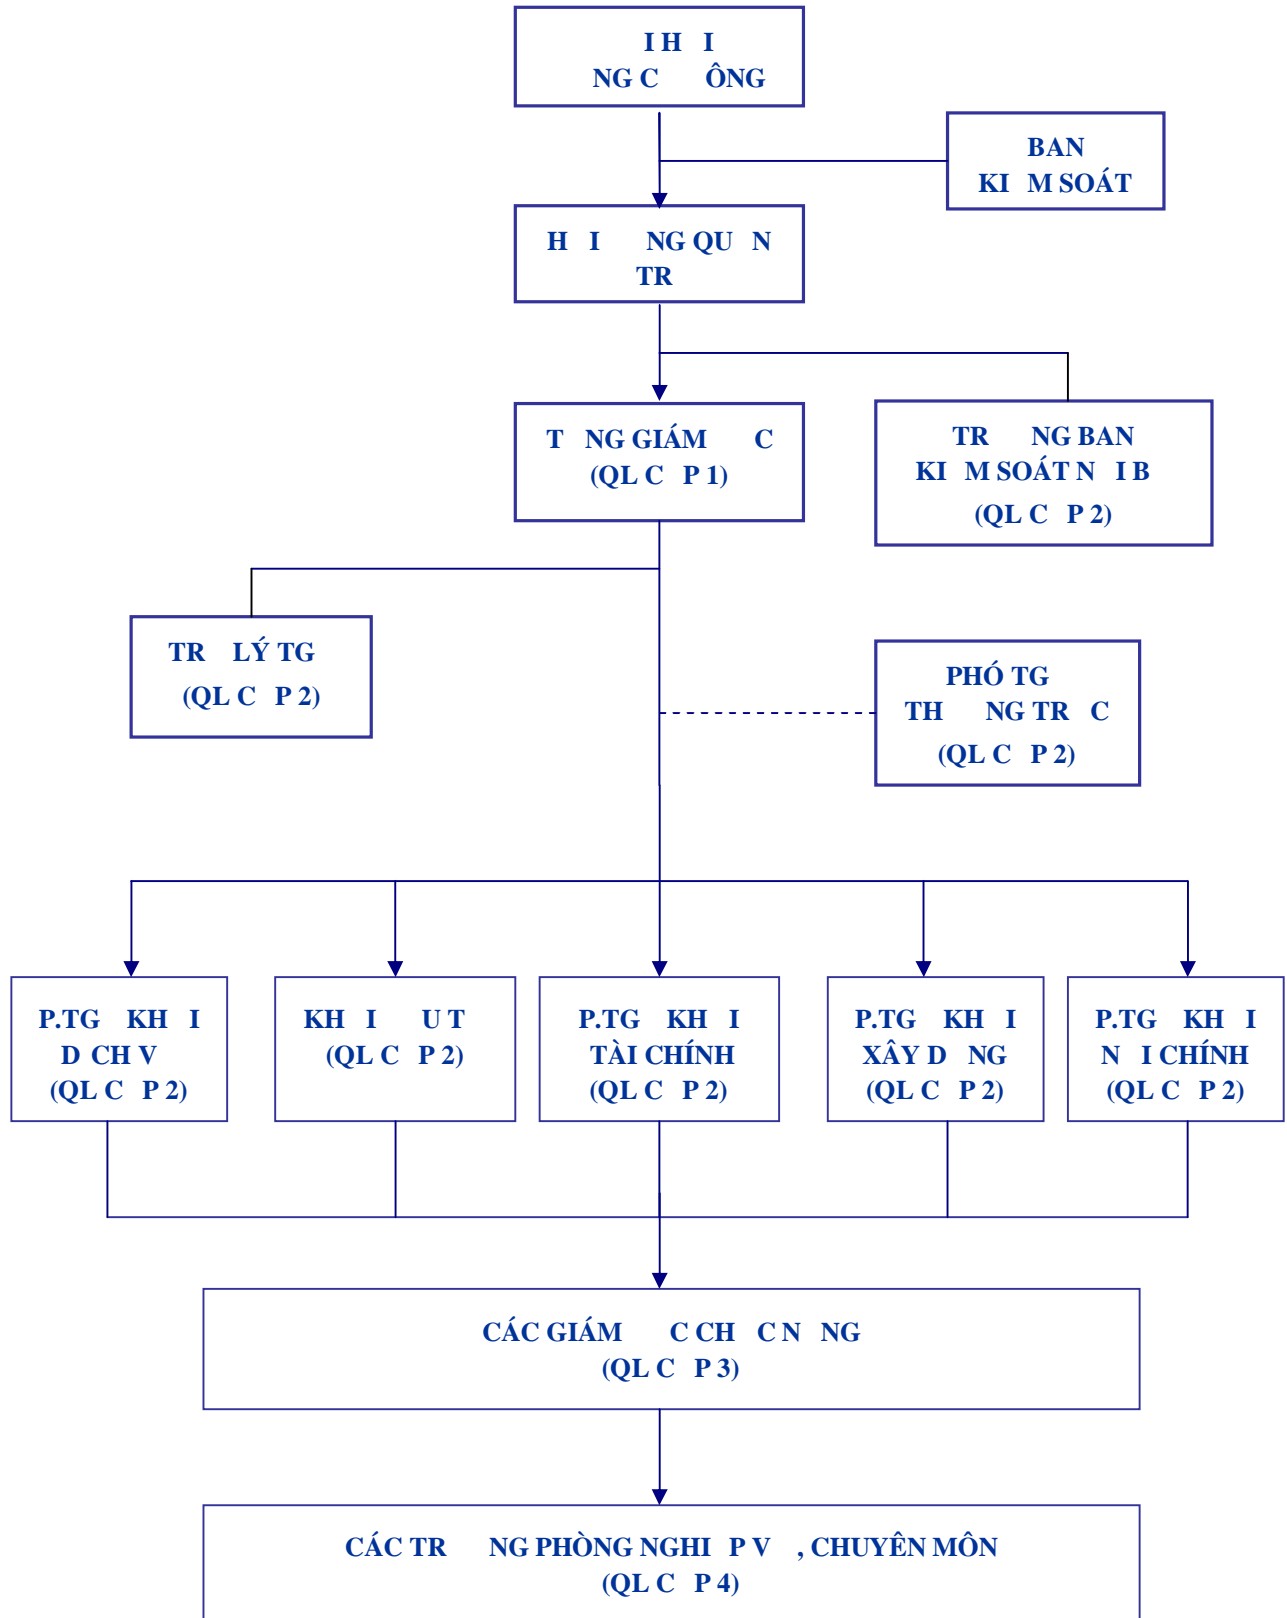 I H I
NG C ÔNG
BAN
KI M SOÁT
H I NG QU N
TR
T NG GIÁM C
(QL C P 1)
TR NG BAN
KI M SOÁT N I B
(QL C P 2)
TR LÝ TG
(QL C P 2)
PHÓ TG
TH NG TR C
(QL C P 2)
P.TG KH I
D CH V
(QL C P 2)
KH I U T
(QL C P 2)
P.TG KH I
TÀI CHÍNH
(QL C P 2)
P.TG KH I
XÂY D NG
(QL C P 2)
P.TG KH I
N I CHÍNH
(QL C P 2)
CÁC GIÁM C CH C N NG
(QL C P 3)
CÁC TR NG PHÒNG NGHI P V , CHUYÊN MÔN
(QL C P 4)